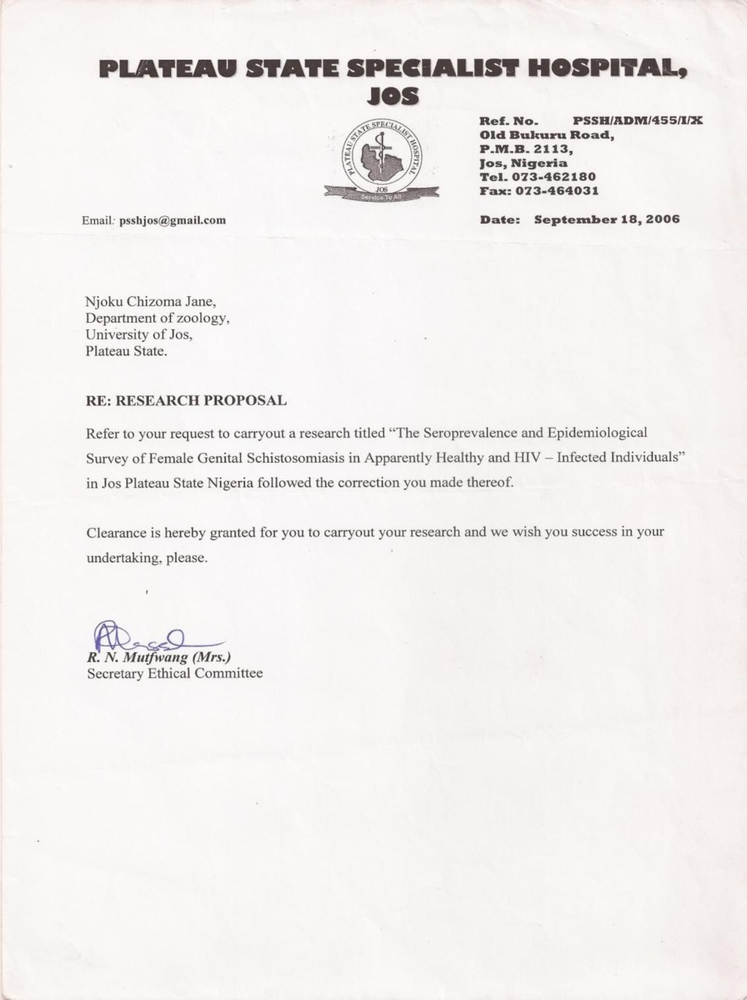 PLATEAU STATE SPECIALIST HOSPITAL,
JOS
PLATEAU STATE SPECIALIST HOSPITAL
JOS
Service To All
Ref. No. PSSH/ADM/455/I/X
Old Bukuru Road,
P.M.B. 2113,
Jos, Nigeria
Tel. 073-462180
Fax: 073-464031
Email: psshjos@gmail.com
Date: September 18, 2006
Njoku Chizoma Jane,
Department of zoology,
University of Jos,
Plateau State.
RE: RESEARCH PROPOSAL
Refer to your request to carryout a research titled “The Seroprevalence and Epidemiological
Survey of Female Genital Schistosomiasis in Apparently Healthy and HIV – Infected Individuals”
in Jos Plateau State Nigeria followed the correction you made thereof.
Clearance is hereby granted for you to carryout your research and we wish you success in your
undertaking, please.
R. N. Mutfwang (Mrs.)
Secretary Ethical Committee